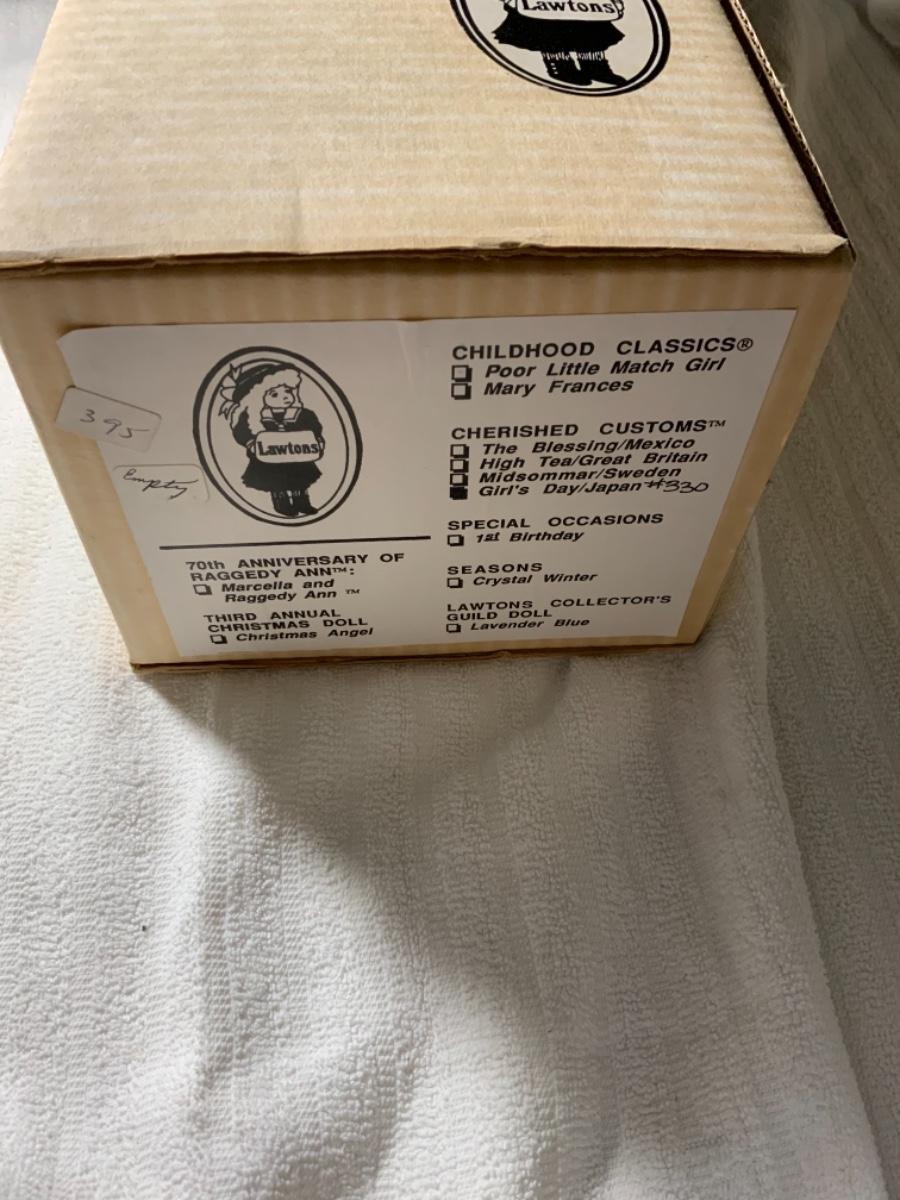 Lawtons
395
Empty
Lawtons
70th ANNIVERSARY OF
RAGGEDY ANN™:
Marcella and
Raggedy Ann ™
THIRD ANNUAL
CHRISTMAS DOLL
Christmas Angel
CHILDHOOD CLASSICS®
Poor Little Match Girl
Mary Frances
CHERISHED CUSTOMS™
The Blessing/Mexico
High Tea/Great Britain
Midsommar/Sweden
Girl's Day/Japan #330
SPECIAL OCCASIONS
1st Birthday
SEASONS
Crystal Winter
LAWTONS COLLECTOR'S
GUILD DOLL
Lavender Blue